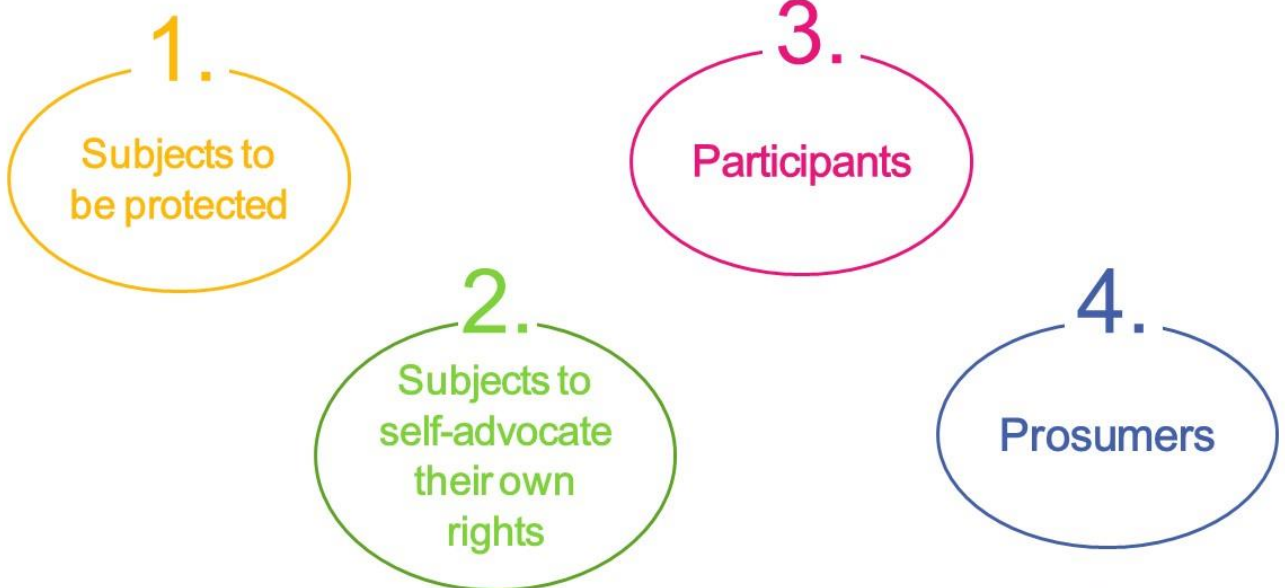 1.
Subjects to
be protected
2.
Subjects to
self-advocate
their own
rights
3.
Participants
4.
Prosumers